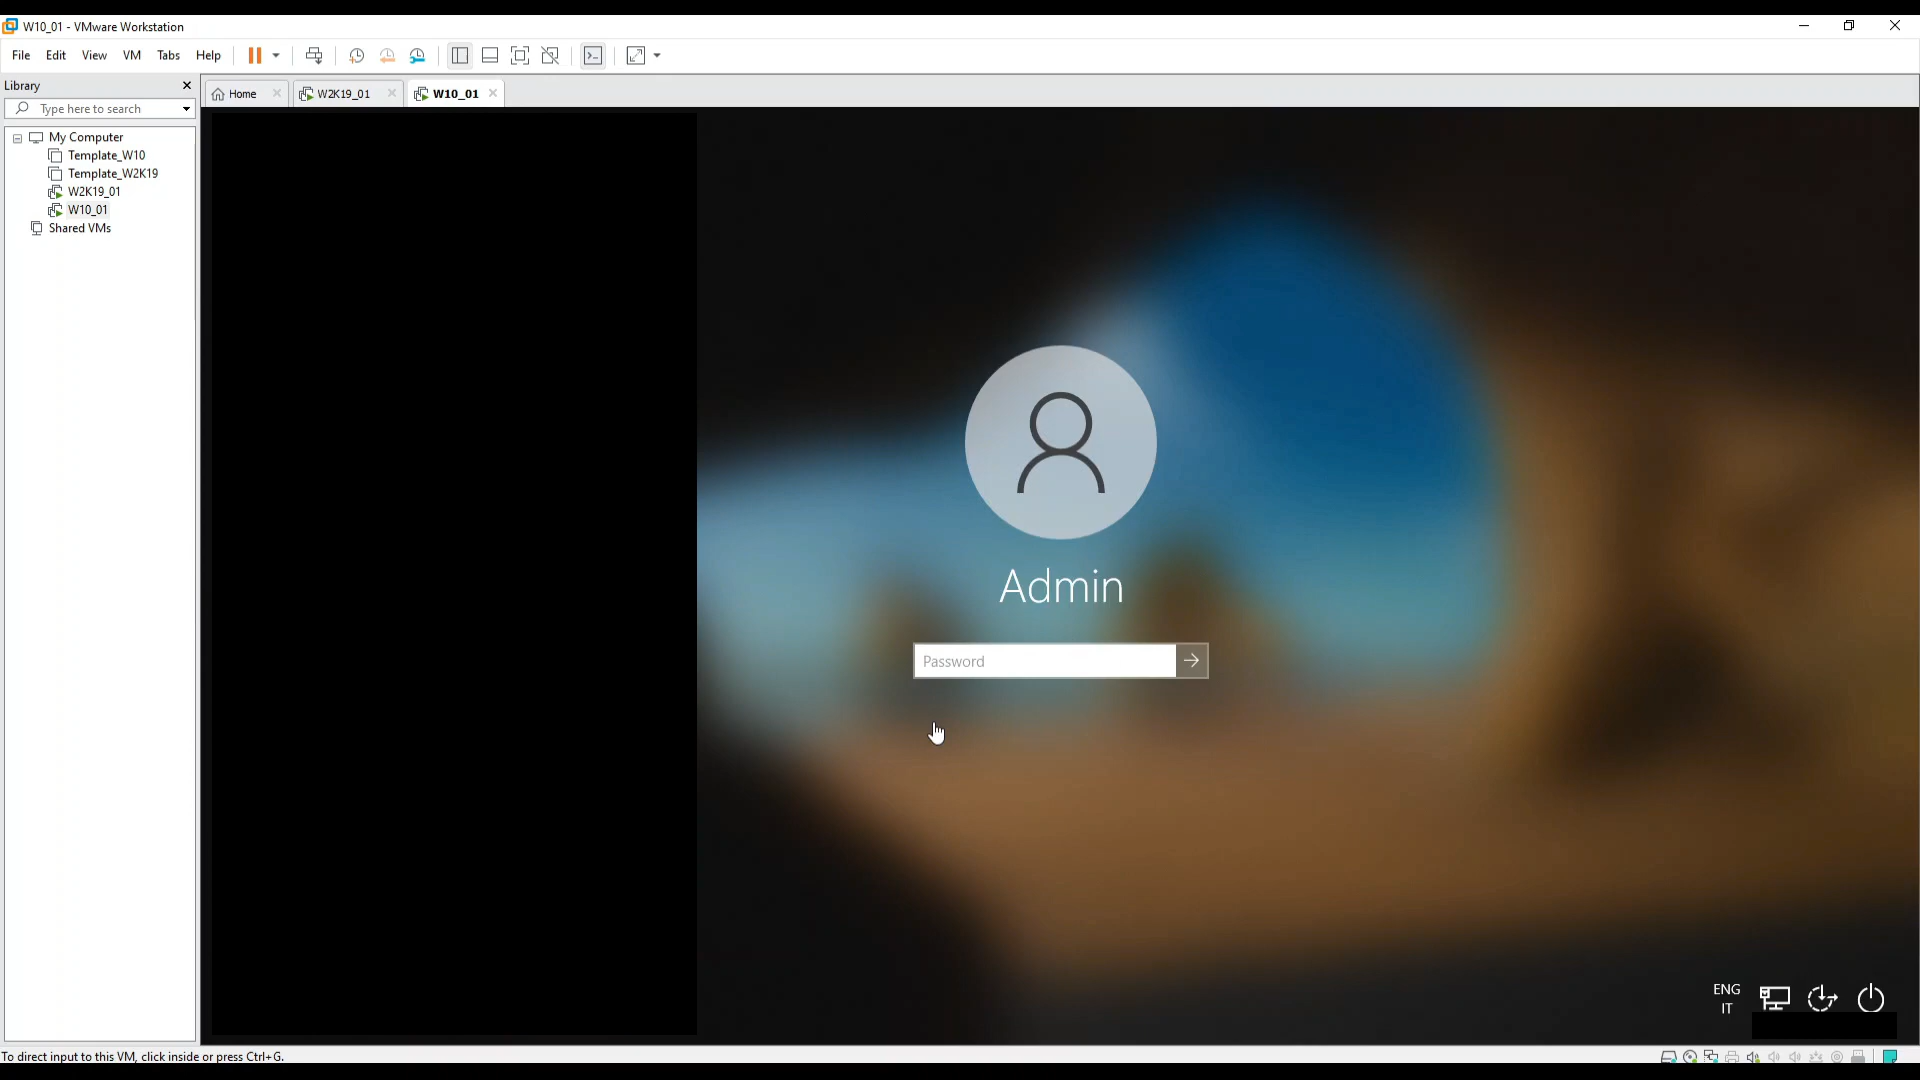 W10_01 - VMware Workstation
File Edit View VM Tabs Help
Library
Type here to search
My Computer
Template_W10
Template_W2K19
W2K19_01
W10_01
Shared VMs
Home
W2K19_01
W10_01
Admin
Password
ENG
IT
To direct input to this VM, click inside or press Ctrl+G.